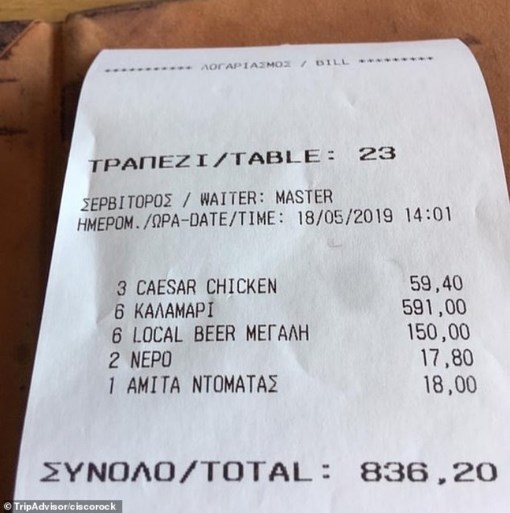 *********** ΛΟΓΑΡΙΑΣΜΟΣ / BILL *********
ΤΡΑΠΕΖΙ/TABLE: 23
ΣΕΡΒΙΤΟΡΟΣ / WAITER: MASTER
ΗΜΕΡΟΜ./ΩΡΑ-DATE/TIME: 18/05/2019 14:01
3 CAESAR CHICKEN 59,40
6 ΚΑΛΑΜΑΡΙ 591,00
6 LOCAL BEER ΜΕΓΑΛΗ 150,00
2 ΝΕΡΟ 17,80
1 ΑΜΙΤΑ ΝΤΟΜΑΤΑΣ 18,00
ΣΥΝΟΛΟ/TOTAL: 836,20
© TripAdvisor/ciscorock